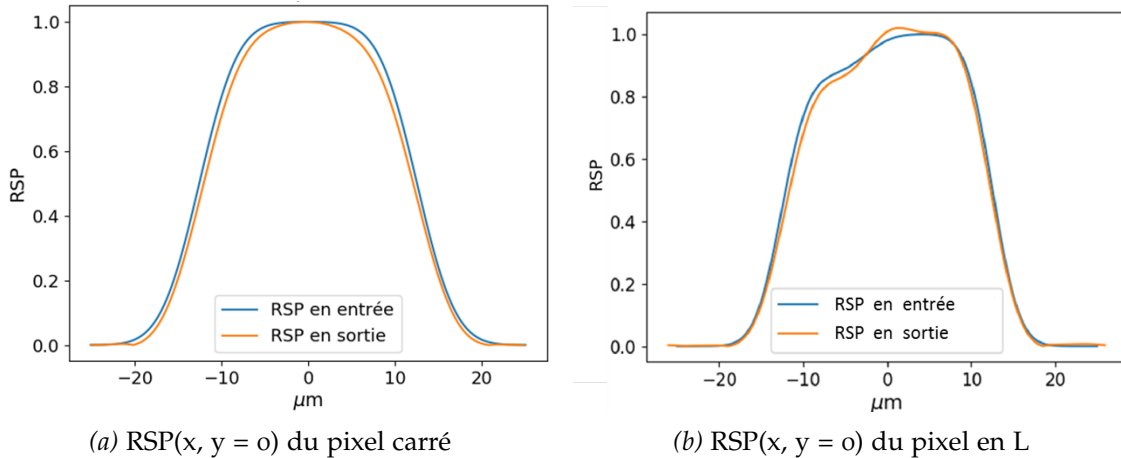 1.0
0.8
0.6
0.4
0.2
0.0
RSP
RSP en entrée
RSP en sortie
−20 −10 0 10 20
μm
(a) RSP(x, y = 0) du pixel carré
1.0
0.8
0.6
0.4
0.2
0.0
RSP
RSP en entrée
RSP en sortie
−20 −10 0 10 20
μm
(b) RSP(x, y = 0) du pixel en L